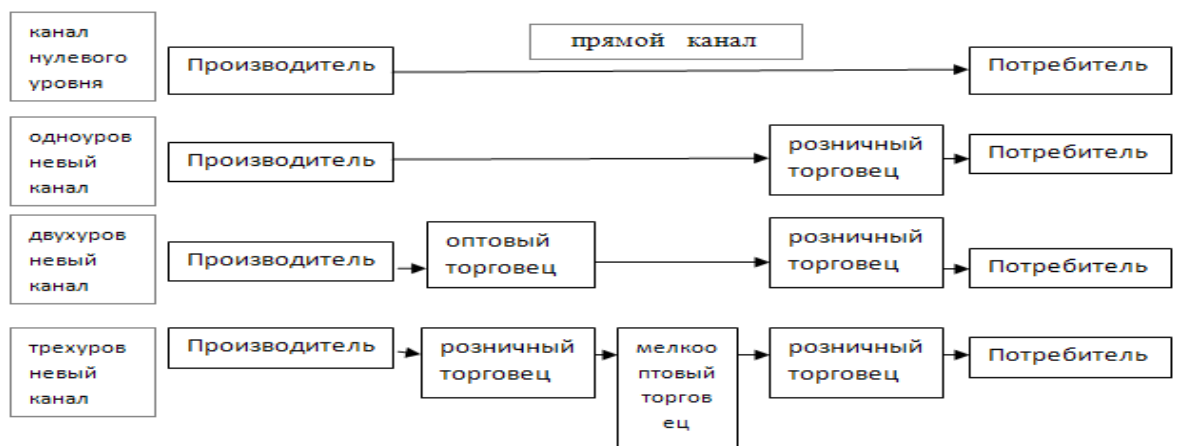 канал
нулевого
уровня
прямой канал
Производитель
Потребитель
одноуров
невый
канал
Производитель
розничный
торговец
Потребитель
двухуров
невый
канал
Производитель
оптовый
торговец
розничный
торговец
Потребитель
трехуров
невый
канал
Производитель
розничный
торговец
мелкоо
птовый
торгов
ец
розничный
торговец
Потребитель